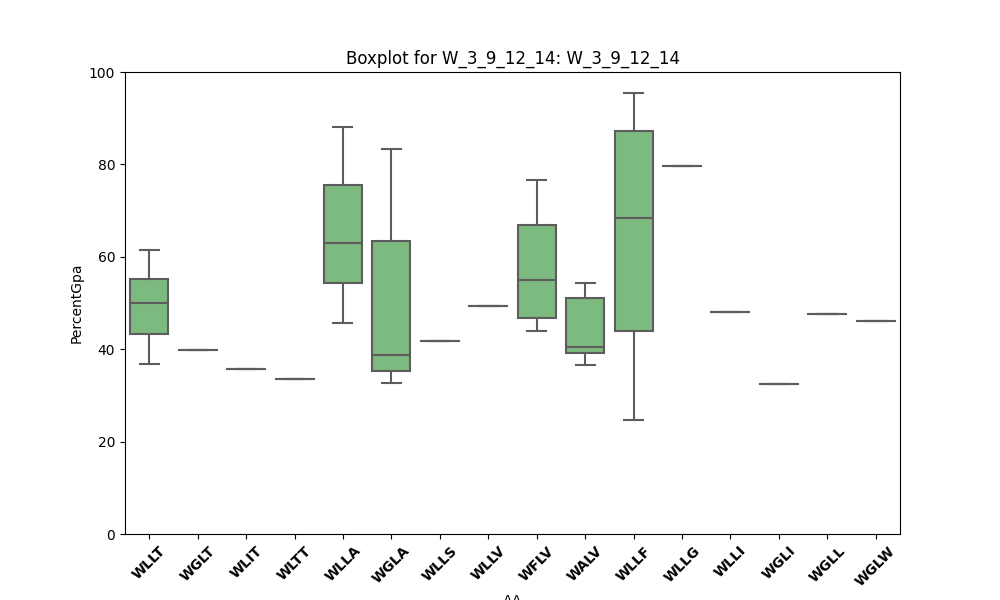 Boxplot for W_3_9_12_14: W_3_9_12_14
100
80
60
40
20
0
PercentGpa
WLLT
WGLT
WLIT
WLTT
WLLA
WGLA
WLLS
WLLV
WFLV
WALV
WLLF
WLLG
WLLI
WGLI
WGLL
WGLW
AA